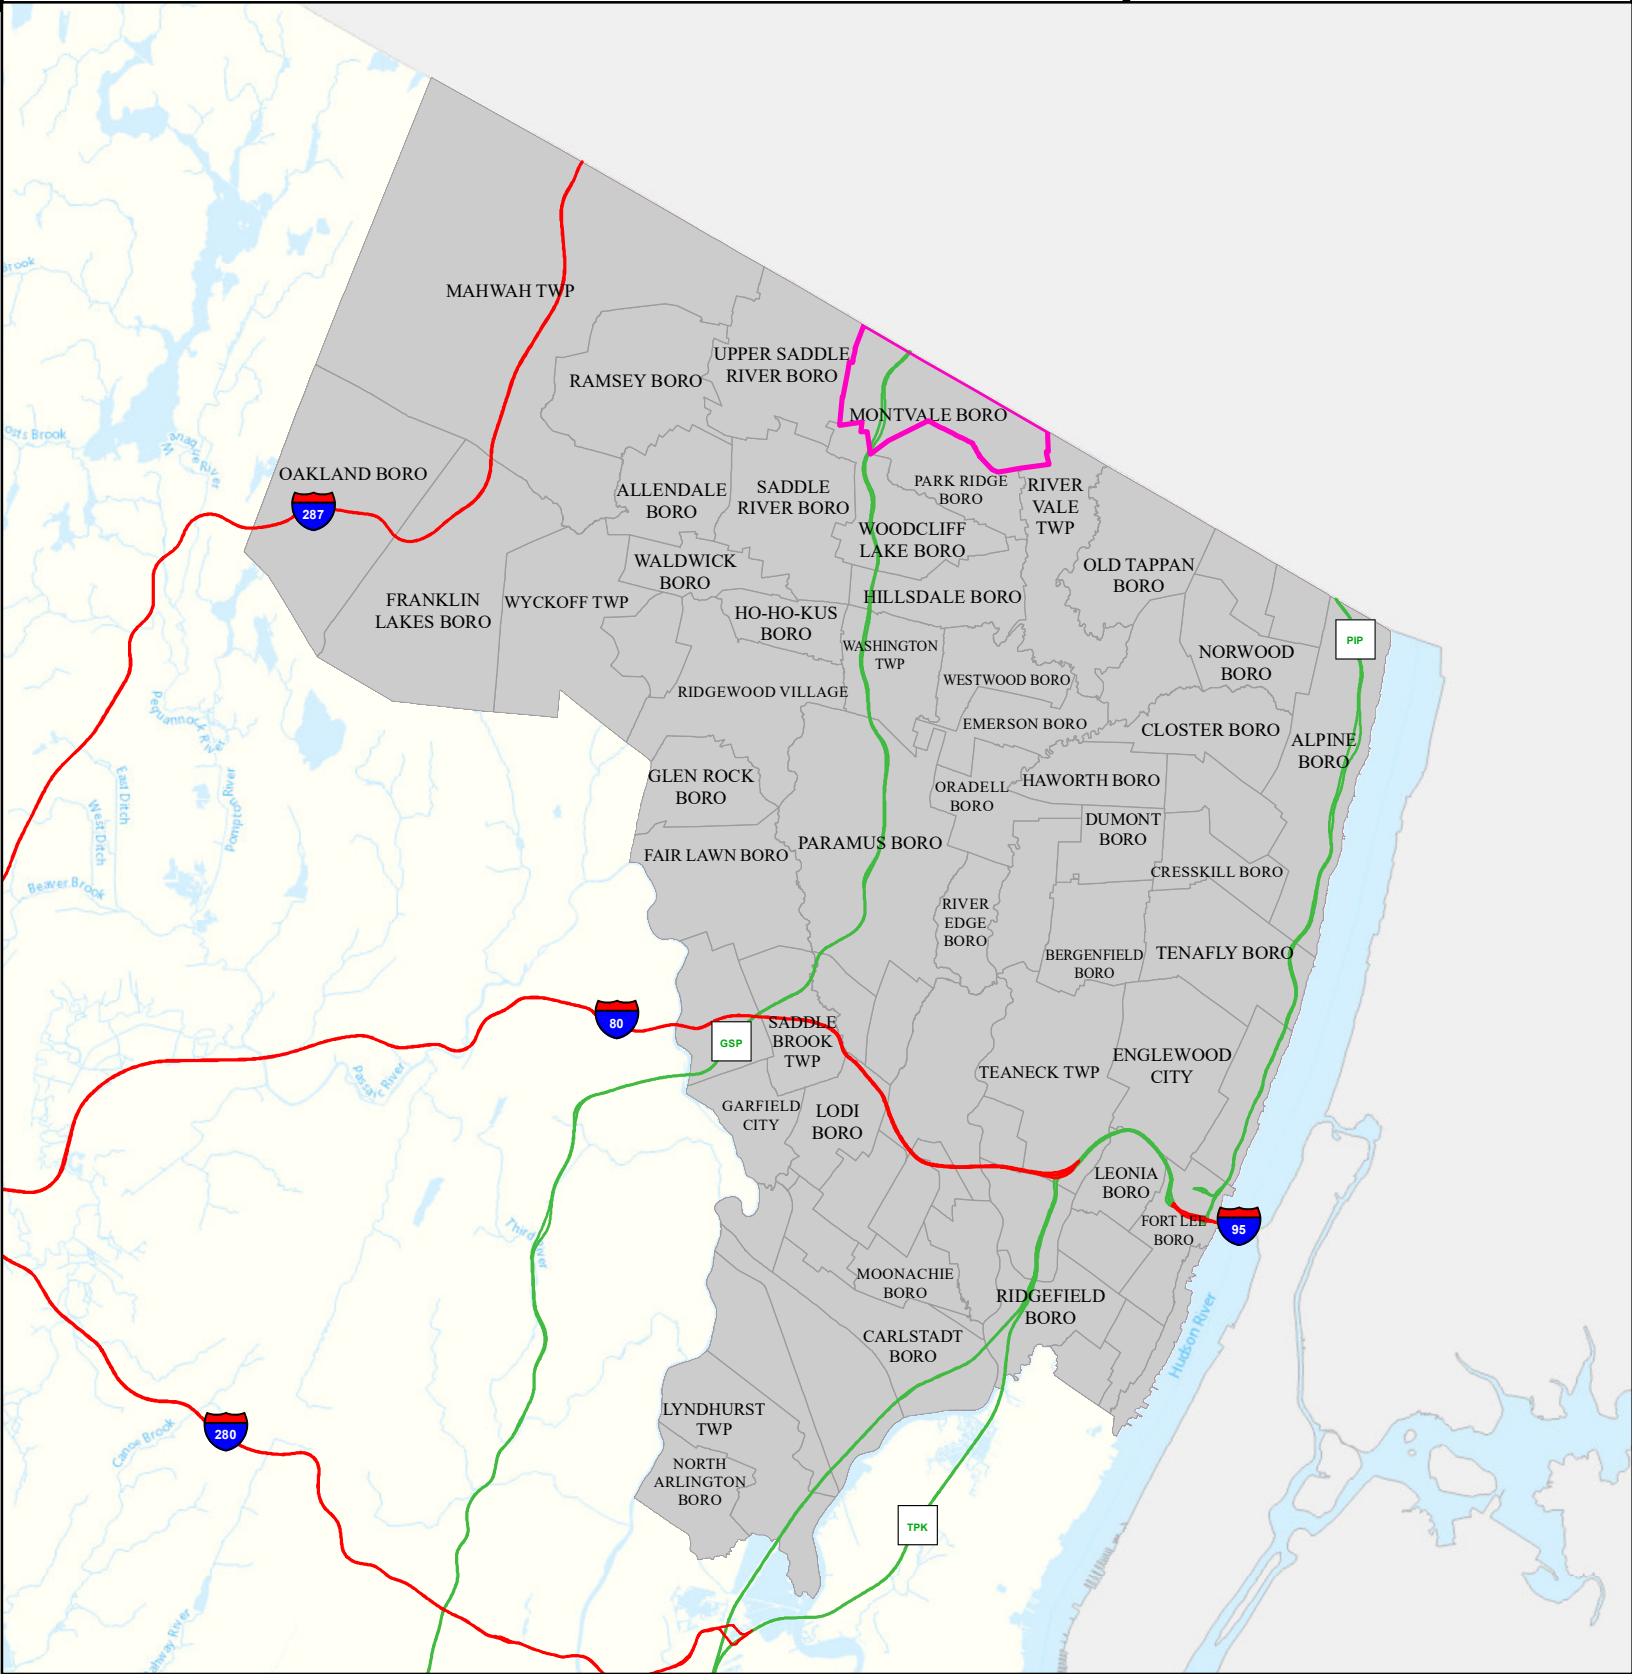 MAHWAH TWP
UPPER SADDLE
RIVER BORO
RAMSEY BORO
MONTVALE BORO
OAKLAND BORO
287
ALLENDALE
BORO
SADDLE
RIVER BORO
PARK RIDGE
BORO
RIVER
VALE
TWP
WOODCLIFF
LAKE BORO
WALDWICK
BORO
OLD TAPPAN
BORO
FRANKLIN
LAKES BORO
WYCKOFF TWP
HO-HO-KUS
BORO
HILLSDALE BORO
WASHINGTON
TWP
PIP
NORWOOD
BORO
RIDGEWOOD VILLAGE
WESTWOOD BORO
EMERSON BORO
CLOSTER BORO
ALPINE
BORO
GLEN ROCK
BORO
ORADELL
BORO
HAWORTH BORO
DUMONT
BORO
FAIR LAWN BORO
PARAMUS BORO
CRESSKILL BORO
RIVER
EDGE
BORO
BERGENFIELD
BORO
TENAFLY BORO
80
GSP
SADDLE
BROOK
TWP
TEANECK TWP
ENGLEWOOD
CITY
GARFIELD
CITY
LODI
BORO
LEONIA
BORO
FORT LEE
BORO
95
MOONACHIE
BORO
RIDGEFIELD
BORO
CARLSTADT
BORO
LYNDHURST
TWP
NORTH
ARLINGTON
BORO
280
TPK
Brook
Pequannock River
East Ditch
West Ditch
Pompton River
Beaver Brook
Passaic River
Third River
Canoe Brook
Hudson River